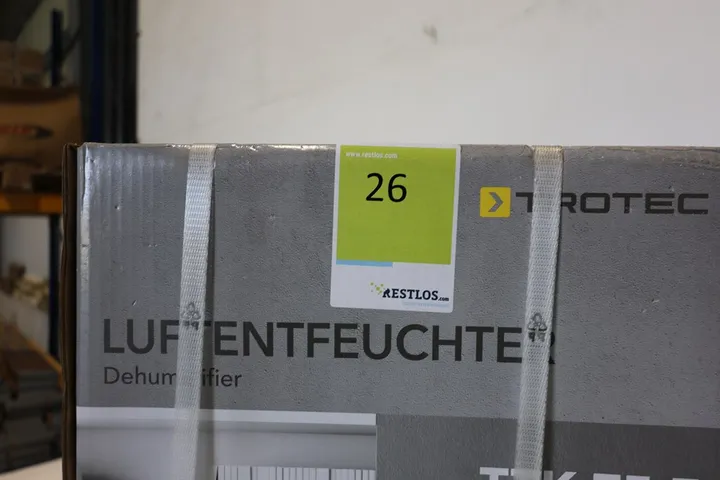 www.restlos.com
26
TROTEC
RESTLOS.com
LUFTENTFEUCHTER
Dehumidifier